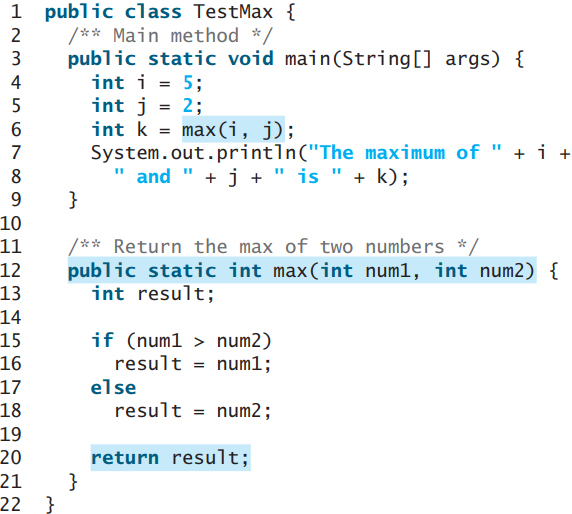 1 public class TestMax {
2 /** Main method */
3 public static void main(String[] args) {
4 int i = 5;
5 int j = 2;
6 int k = max(i, j);
7 System.out.println("The maximum of " + i +
8 " and " + j + " is " + k);
9 }
10
11 /** Return the max of two numbers */
12 public static int max(int num1, int num2) {
13 int result;
14
15 if (num1 > num2)
16 result = num1;
17 else
18 result = num2;
19
20 return result;
21 }
22 }